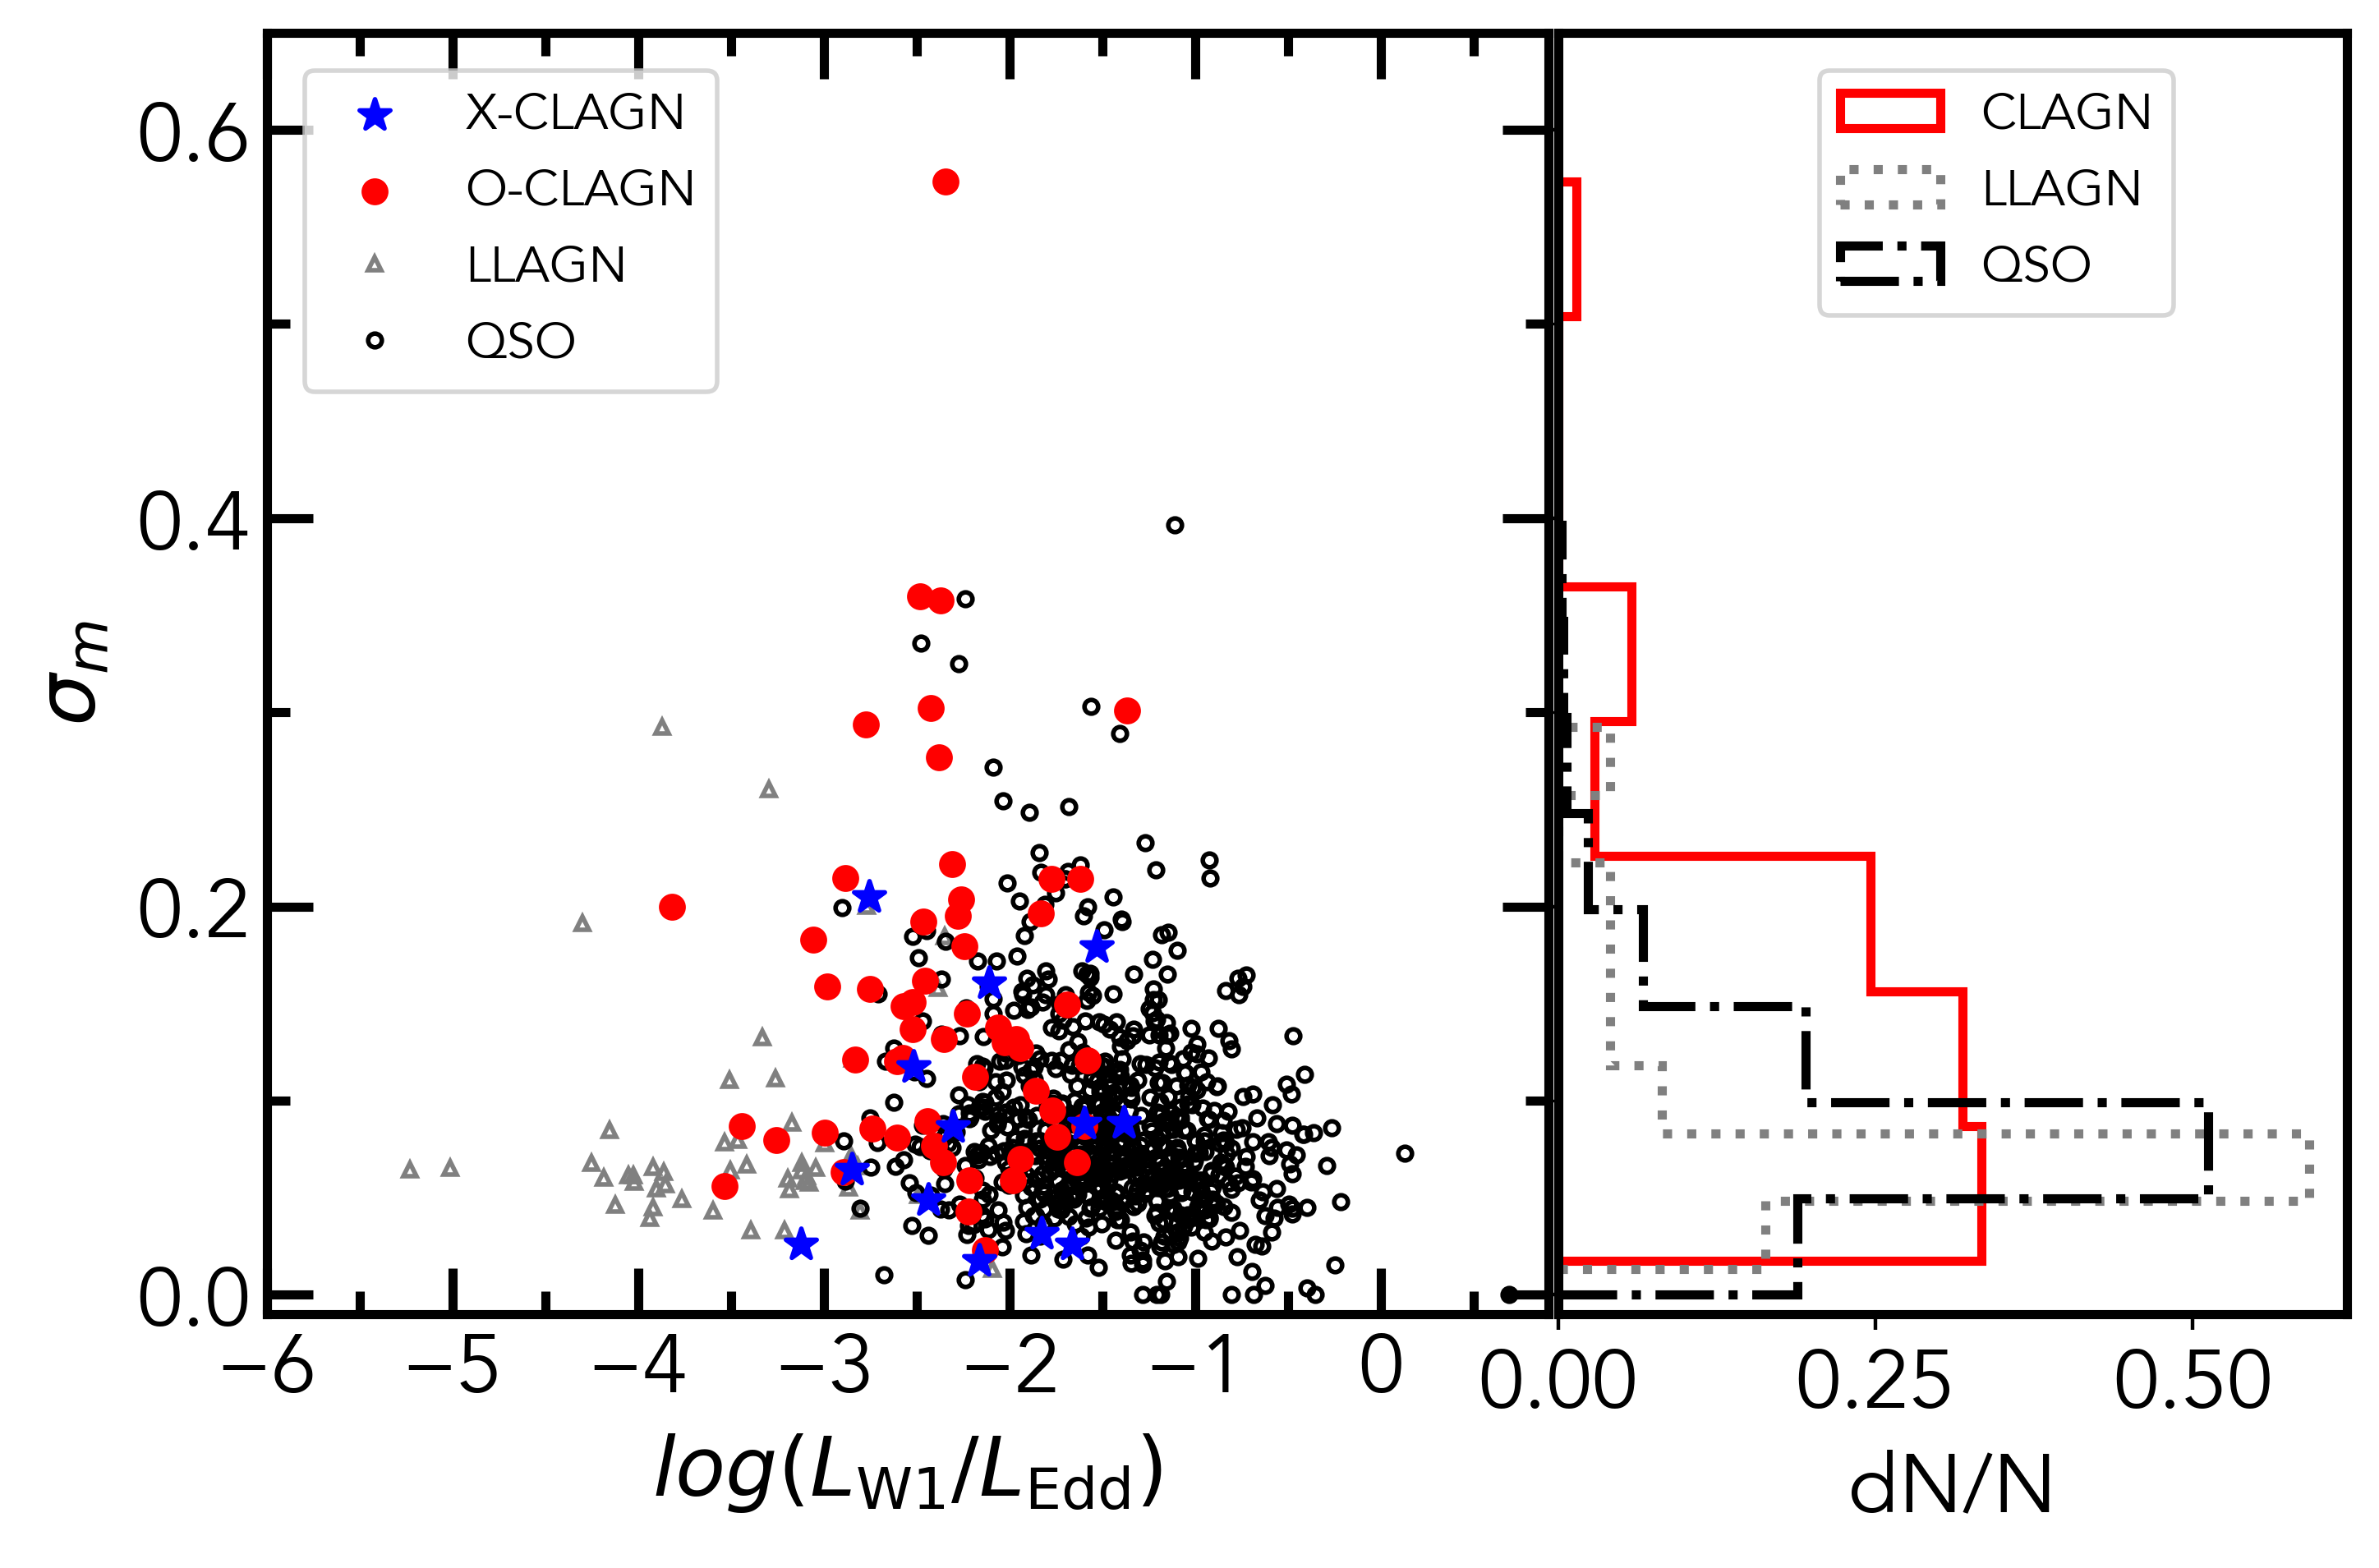 X-CLAGN
O-CLAGN
LLAGN
QSO
CLAGN
LLAGN
QSO
0.6
0.4
0.2
0.0
σm
−6 −5 −4 −3 −2 −1 0
0.00 0.25 0.50
log(LW1/LEdd)
dN/N